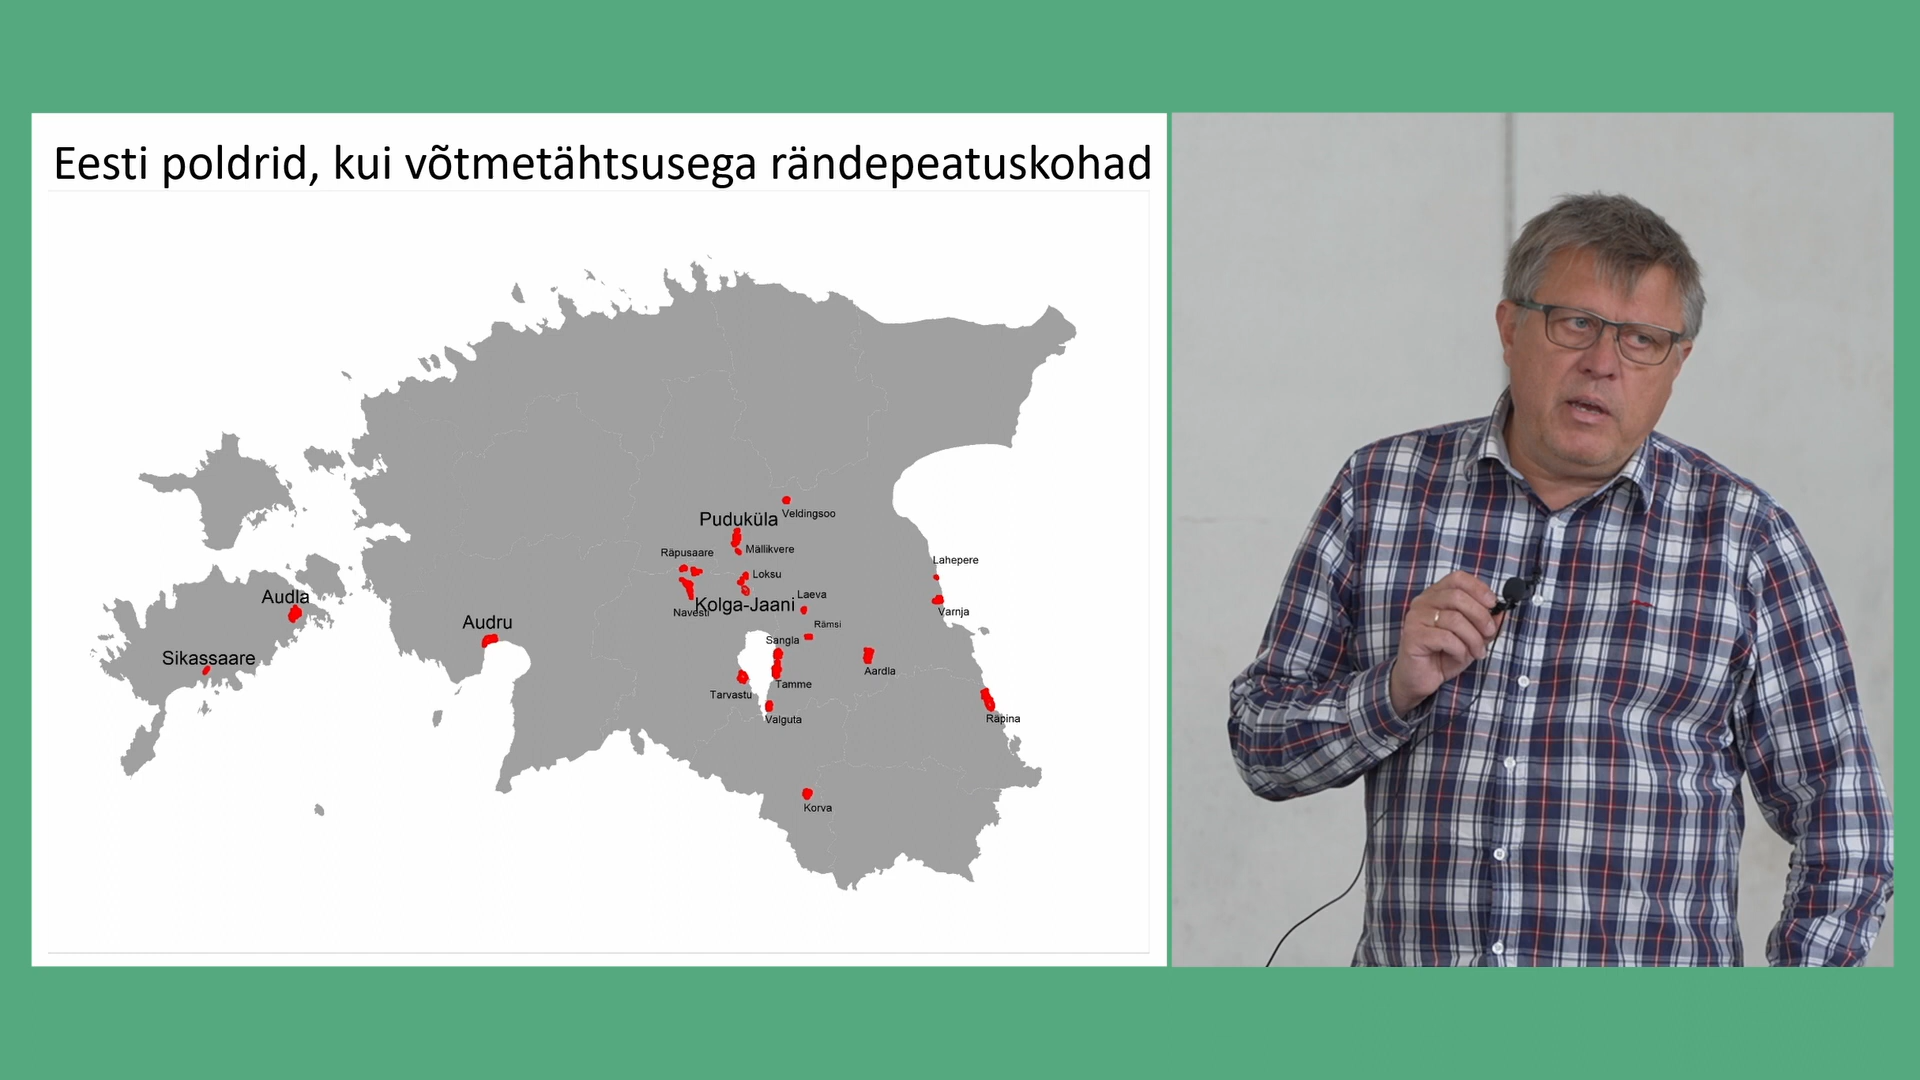 Eesti poldrid, kui võtmetähtsusega rändepeatuskohad
Veldingsoo
Puduküla
Mällikvere
Räpusaare
Lahepere
Loksu
Audla
Laeva
Kolga-Jaani
Navesti
Varnja
Audru
Rämsi
Sangla
Sikassaare
Aardla
Tamme
Tarvastu
Räpina
Valguta
Korva